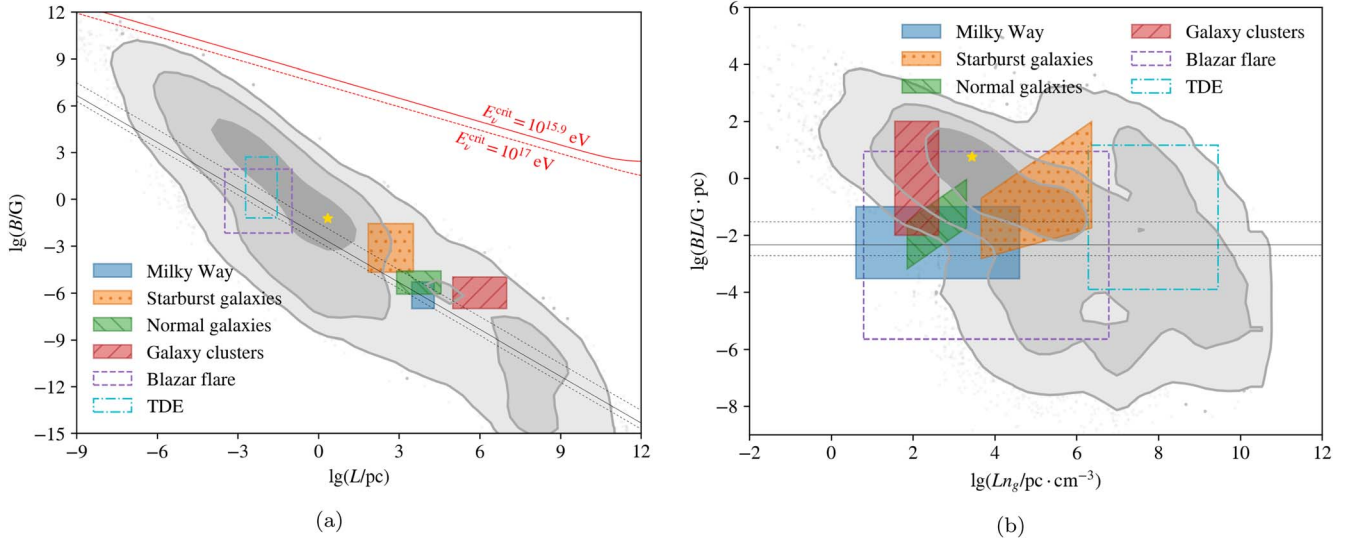 12
9
6
3
0
−3
−6
−9
−12
−15
lg(B/G)
E_ν^crit = 10^15.9 eV
E_ν^crit = 10^17 eV
Milky Way
Starburst galaxies
Normal galaxies
Galaxy clusters
Blazar flare
TDE
−9 −6 −3 0 3 6 9 12
lg(L/pc)
(a)
6
4
2
0
−2
−4
−6
−8
lg(BL/G · pc)
Milky Way
Starburst galaxies
Normal galaxies
Galaxy clusters
Blazar flare
TDE
−2 0 2 4 6 8 10 12
lg(Ln_g/pc · cm^−3)
(b)